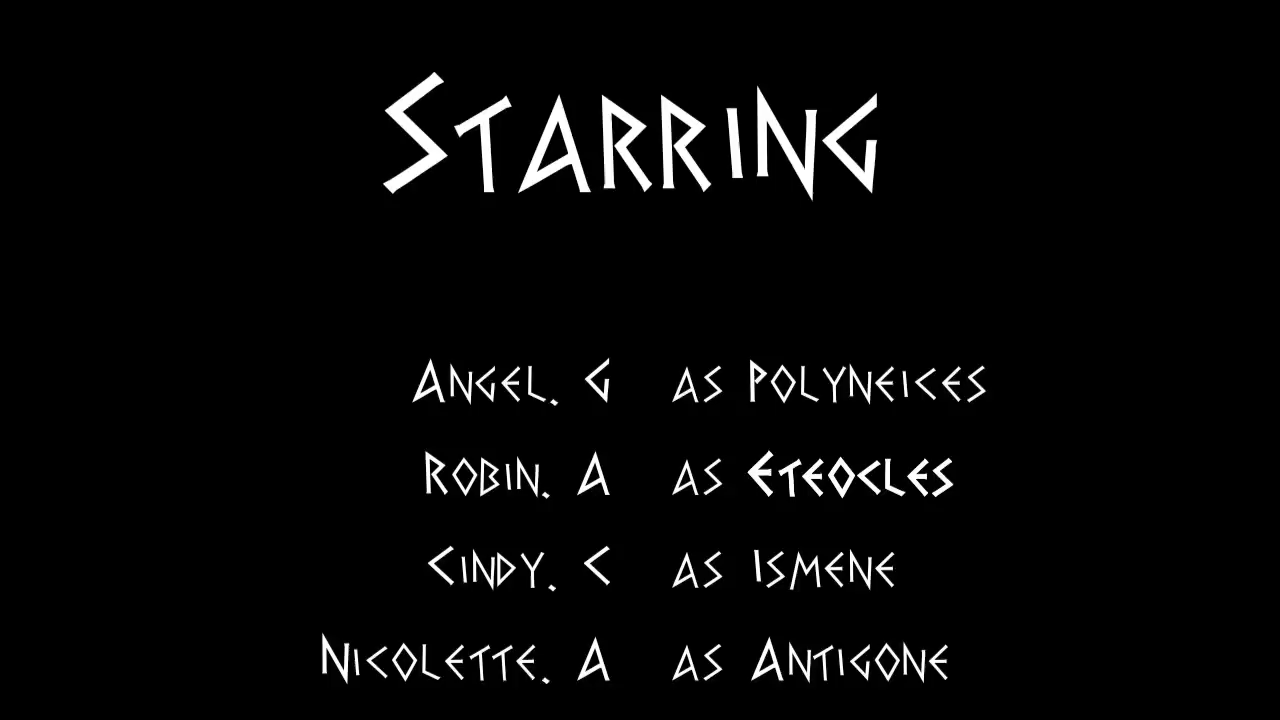 Starring
Angel. G as Polyneices
Robin. A as Eteocles
Cindy. C as Ismene
Nicolette. A as Antigone